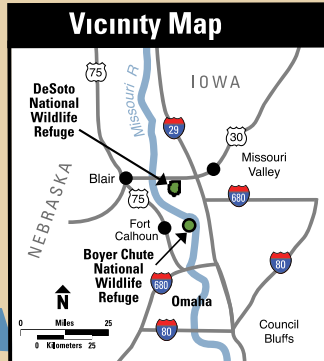 Vicinity Map
75
IOWA
DeSoto
National
Wildlife
Refuge
Missouri R
29
30
Missouri
Valley
Blair
75
680
NEBRASKA
Fort
Calhoun
Boyer Chute
National
Wildlife
Refuge
80
680
N
Omaha
0 Miles 25
0 Kilometers 25
80
Council
Bluffs